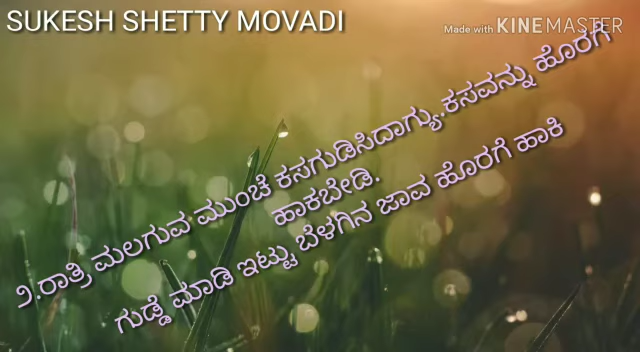 SUKESH SHETTY MOVADI
Made with KINEMASTER
೨.ರಾತ್ರಿ ಮಲಗುವ ಮುಂಚೆ ಕಸಗುಡಿಸಿದಾಗ್ಯು.ಕಸವನ್ನು ಹೊರಗೆ
ಹಾಕಬೇಡಿ.
ಗುಡ್ಡೆ ಮಾಡಿ ಇಟ್ಟು ಬೆಳಗಿನ ಜಾವ ಹೊರಗೆ ಹಾಕಿ